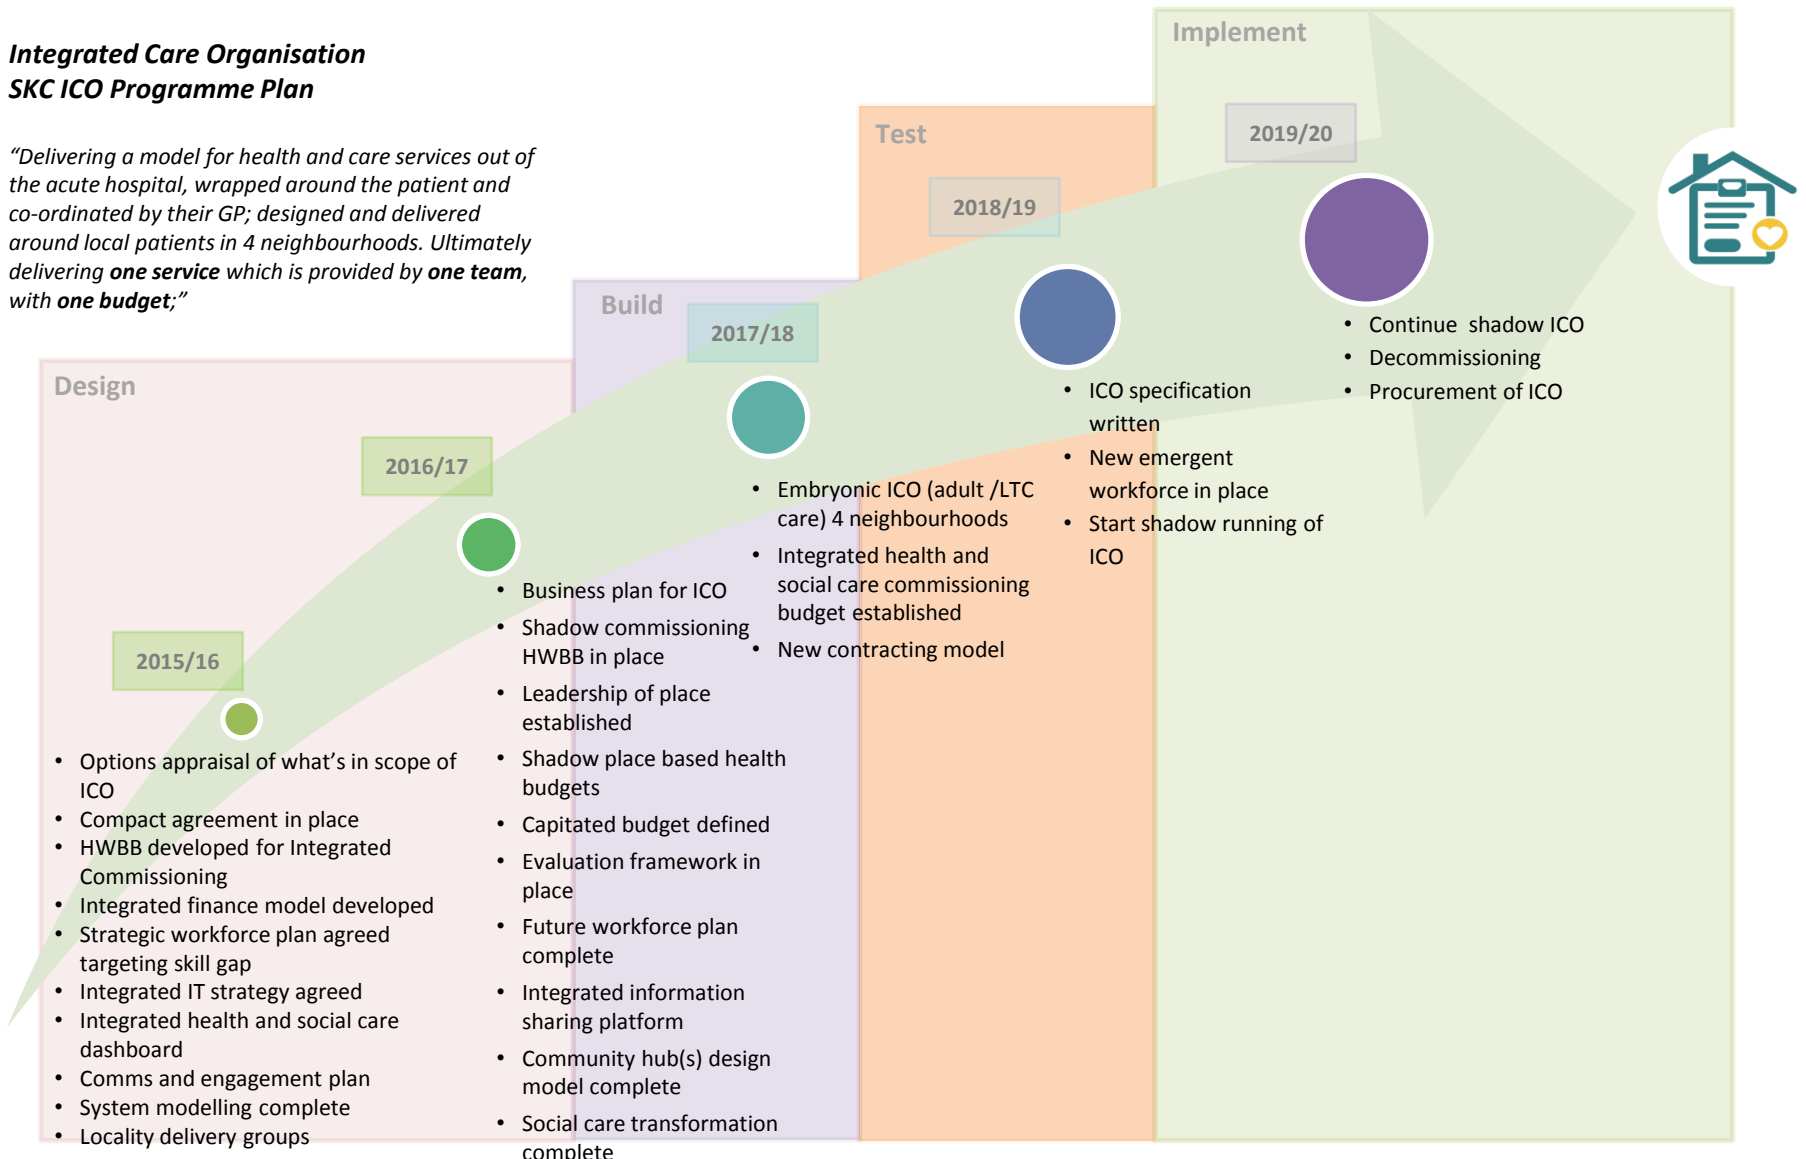 Integrated Care Organisation
SKC ICO Programme Plan
“Delivering a model for health and care services out of
the acute hospital, wrapped around the patient and
co-ordinated by their GP; designed and delivered
around local patients in 4 neighbourhoods. Ultimately
delivering one service which is provided by one team,
with one budget;”
Design
2015/16
• Options appraisal of what’s in scope of
ICO
• Compact agreement in place
• HWBB developed for Integrated
Commissioning
• Integrated finance model developed
• Strategic workforce plan agreed
targeting skill gap
• Integrated IT strategy agreed
• Integrated health and social care
dashboard
• Comms and engagement plan
• System modelling complete
• Locality delivery groups
2016/17
• Business plan for ICO
• Shadow commissioning
HWBB in place
• Leadership of place
established
• Shadow place based health
budgets
• Capitated budget defined
• Evaluation framework in
place
• Future workforce plan
complete
• Integrated information
sharing platform
• Community hub(s) design
model complete
• Social care transformation
complete
Build
2017/18
• Embryonic ICO (adult /LTC
care) 4 neighbourhoods
• Integrated health and
social care commissioning
budget established
• New contracting model
Test
2018/19
• ICO specification
written
• New emergent
workforce in place
• Start shadow running of
ICO
Implement
2019/20
• Continue  shadow ICO
• Decommissioning
• Procurement of ICO